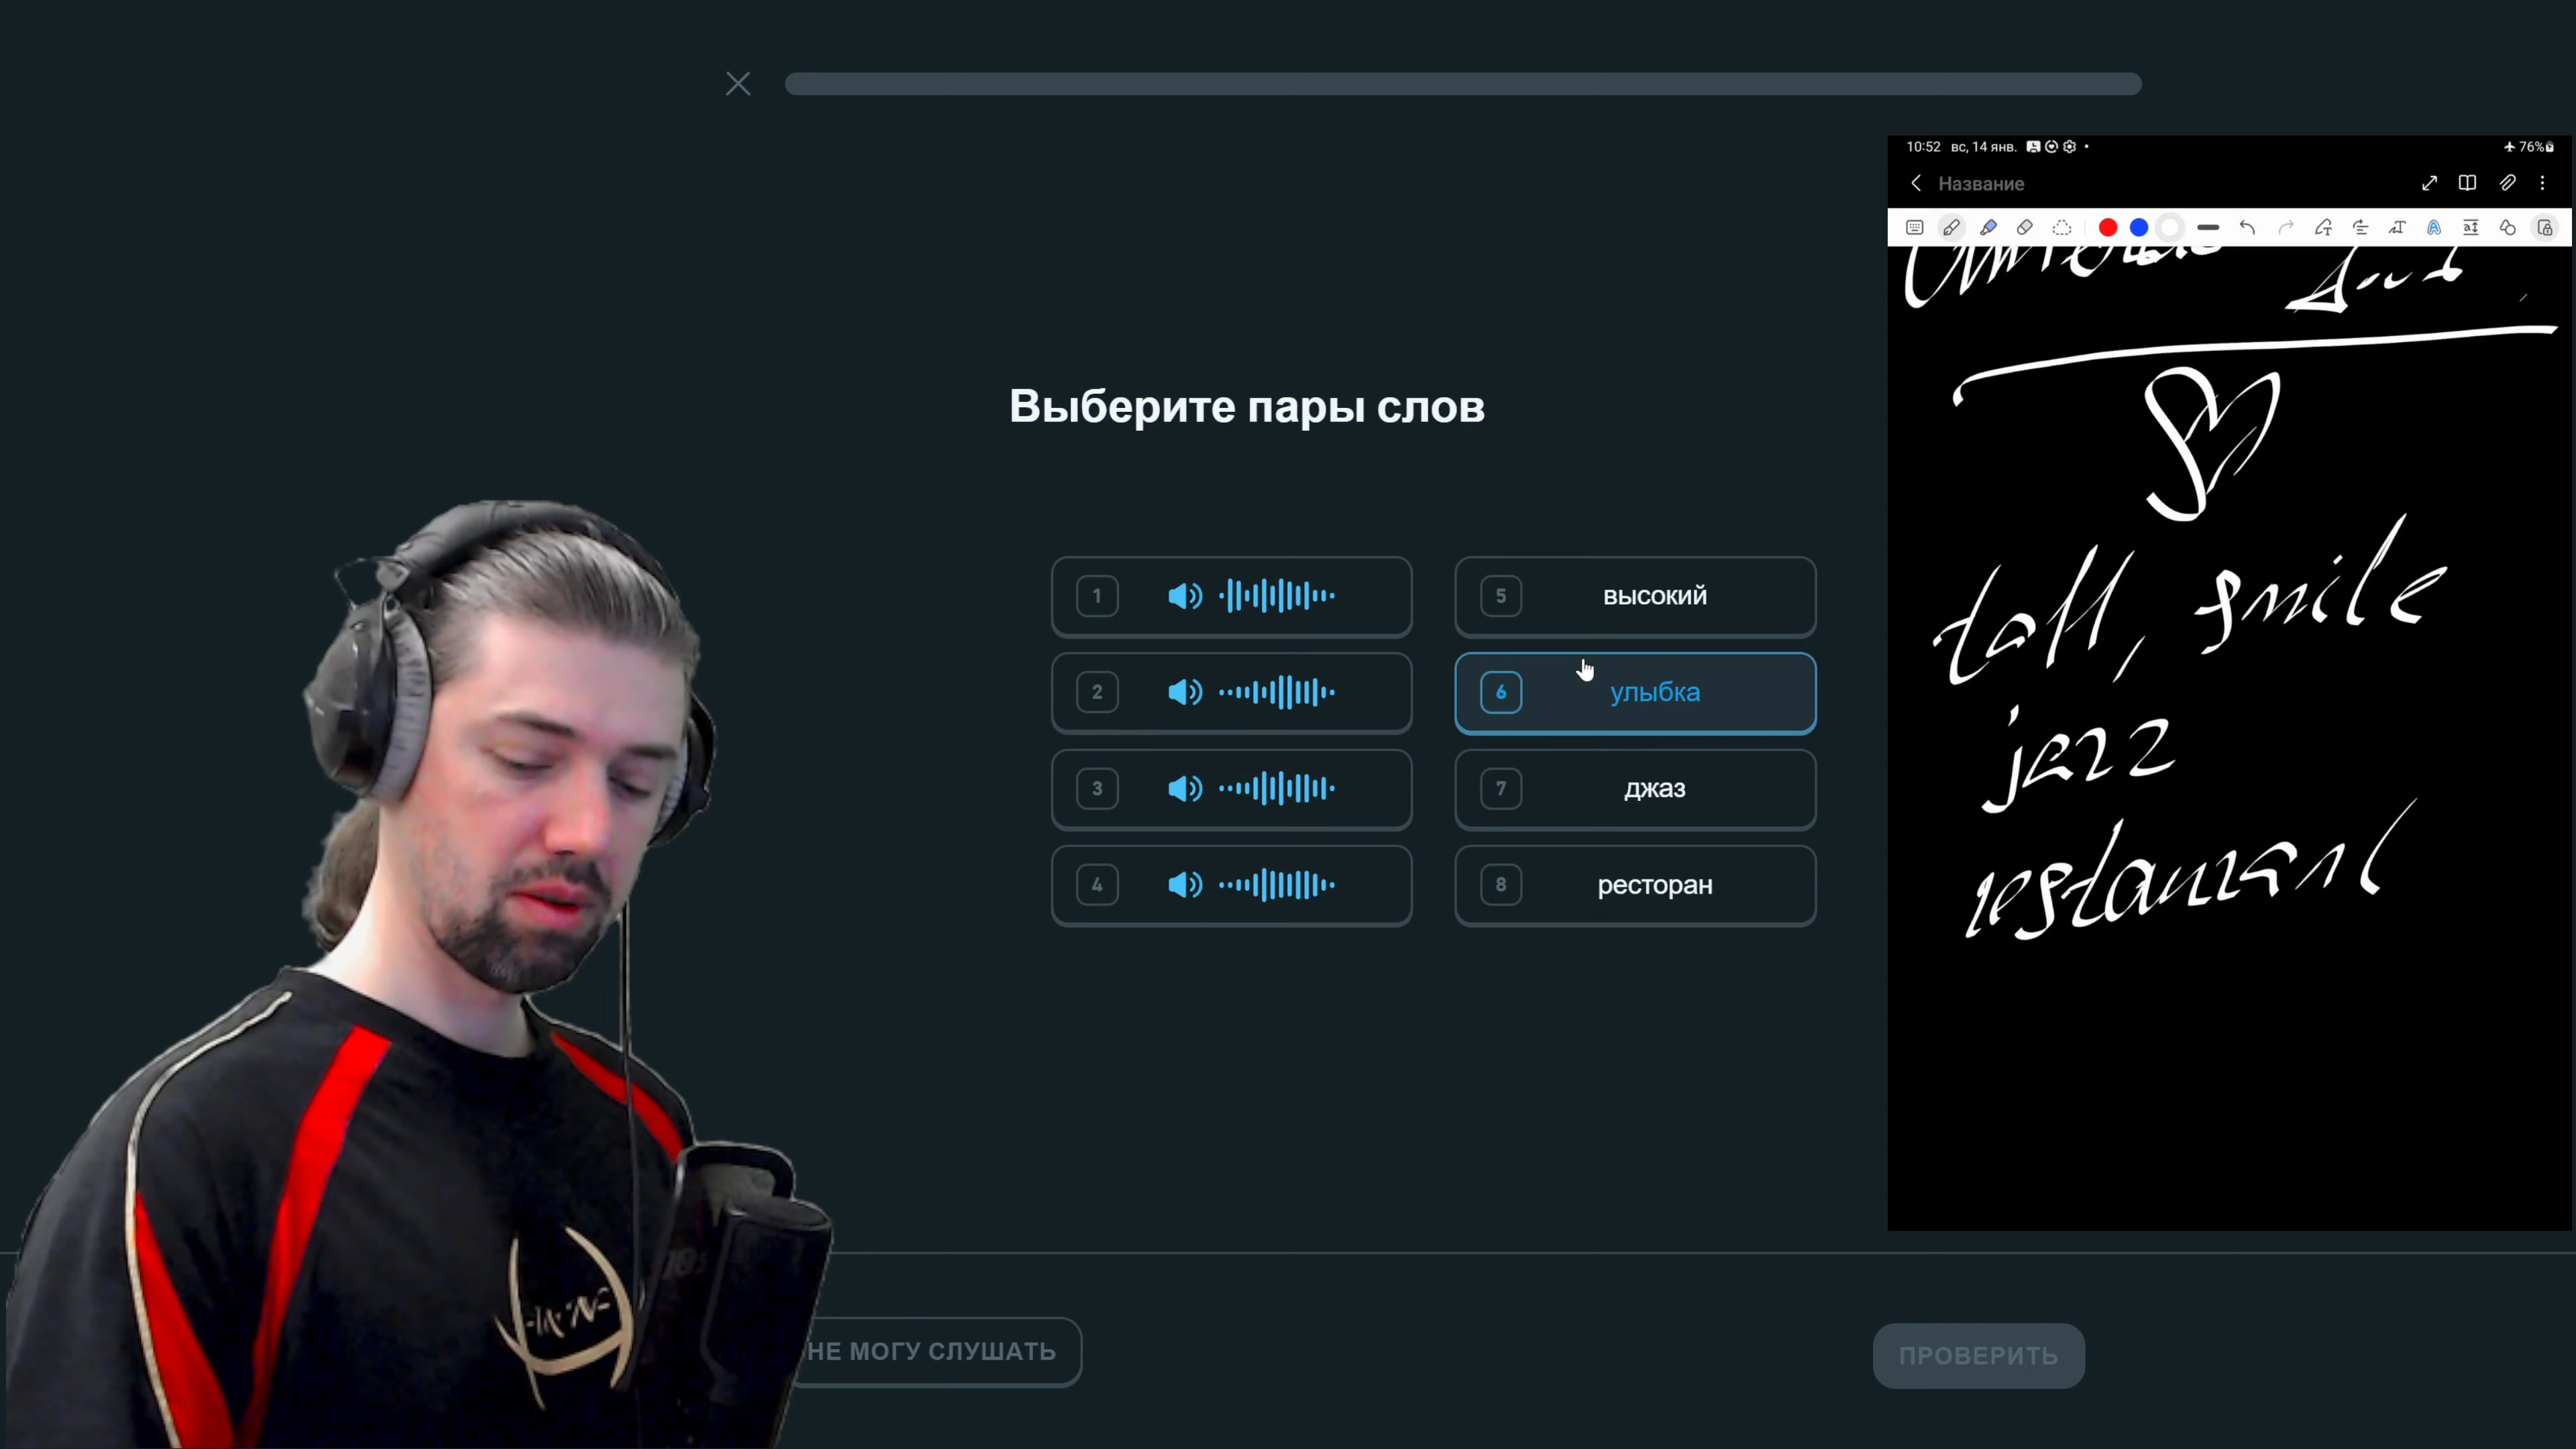 10:52 вс, 14 янв.
76%
Название
Выберите пары слов
1
5 высокий
2
6 улыбка
3
7 джаз
4
8 ресторан
tall, smile
jazz
restaurant
НЕ МОГУ СЛУШАТЬ
ПРОВЕРИТЬ